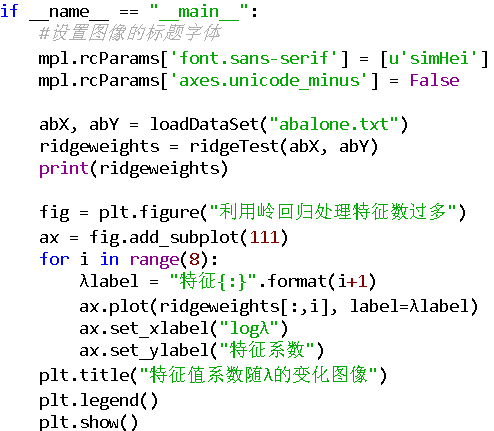 if __name__ == "__main__":
    #设置图像的标题字体
    mpl.rcParams['font.sans-serif'] = [u'simHei']
    mpl.rcParams['axes.unicode_minus'] = False
    abX, abY = loadDataSet("abalone.txt")
    ridgeweights = ridgeTest(abX, abY)
    print(ridgeweights)
    fig = plt.figure("利用岭回归处理特征数过多")
    ax = fig.add_subplot(111)
    for i in range(8):
        λlabel = "特征{:}".format(i+1)
        ax.plot(ridgeweights[:,i], label=λlabel)
        ax.set_xlabel("logλ")
        ax.set_ylabel("特征系数")
    plt.title("特征值系数随λ的变化图像")
    plt.legend()
    plt.show()